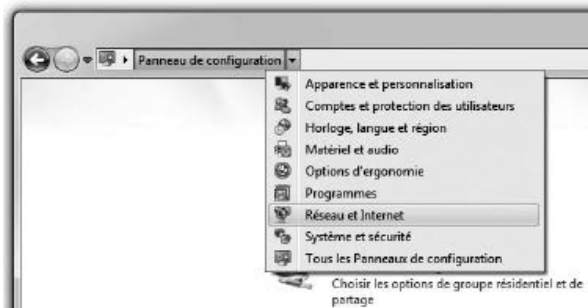 Panneau de configuration
Apparence et personnalisation
Comptes et protection des utilisateurs
Horloge, langue et région
Matériel et audio
Options d'ergonomie
Programmes
Réseau et Internet
Système et sécurité
Tous les Panneaux de configuration
Choisir les options de groupe résidentiel et de
partage